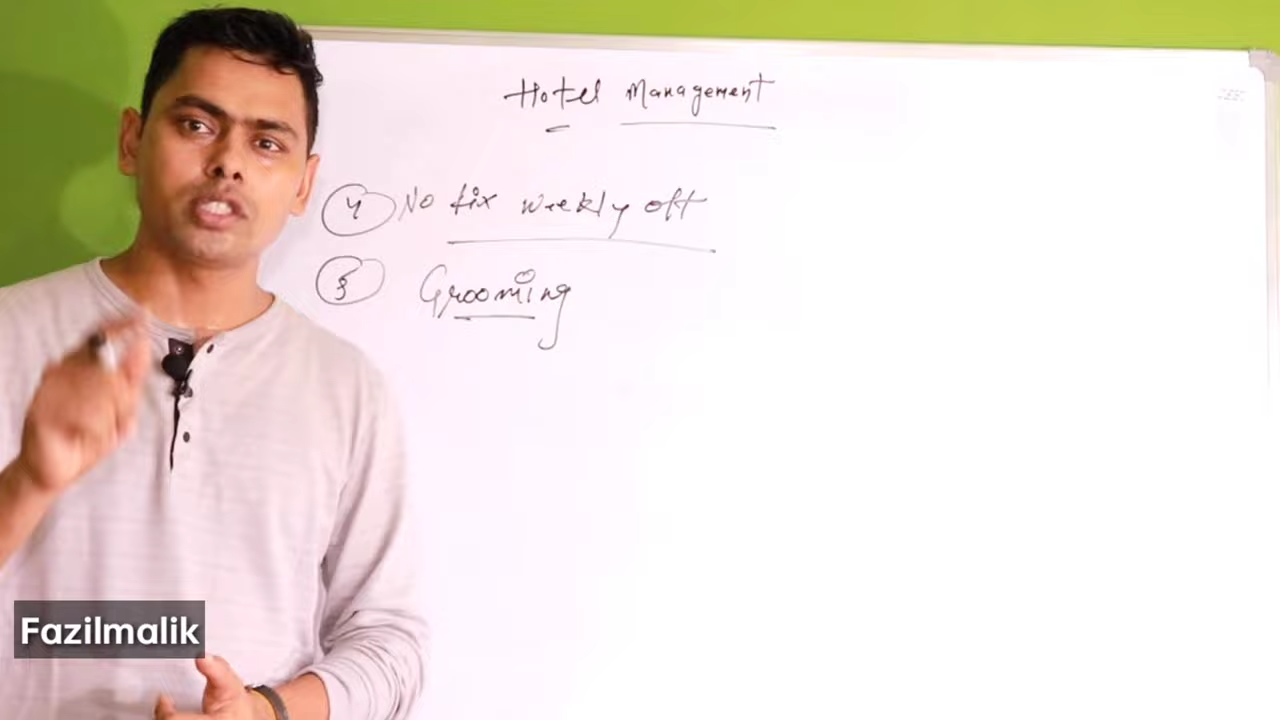 Hotel Management
4 No fix weekly off
5 Grooming
Fazilmalik